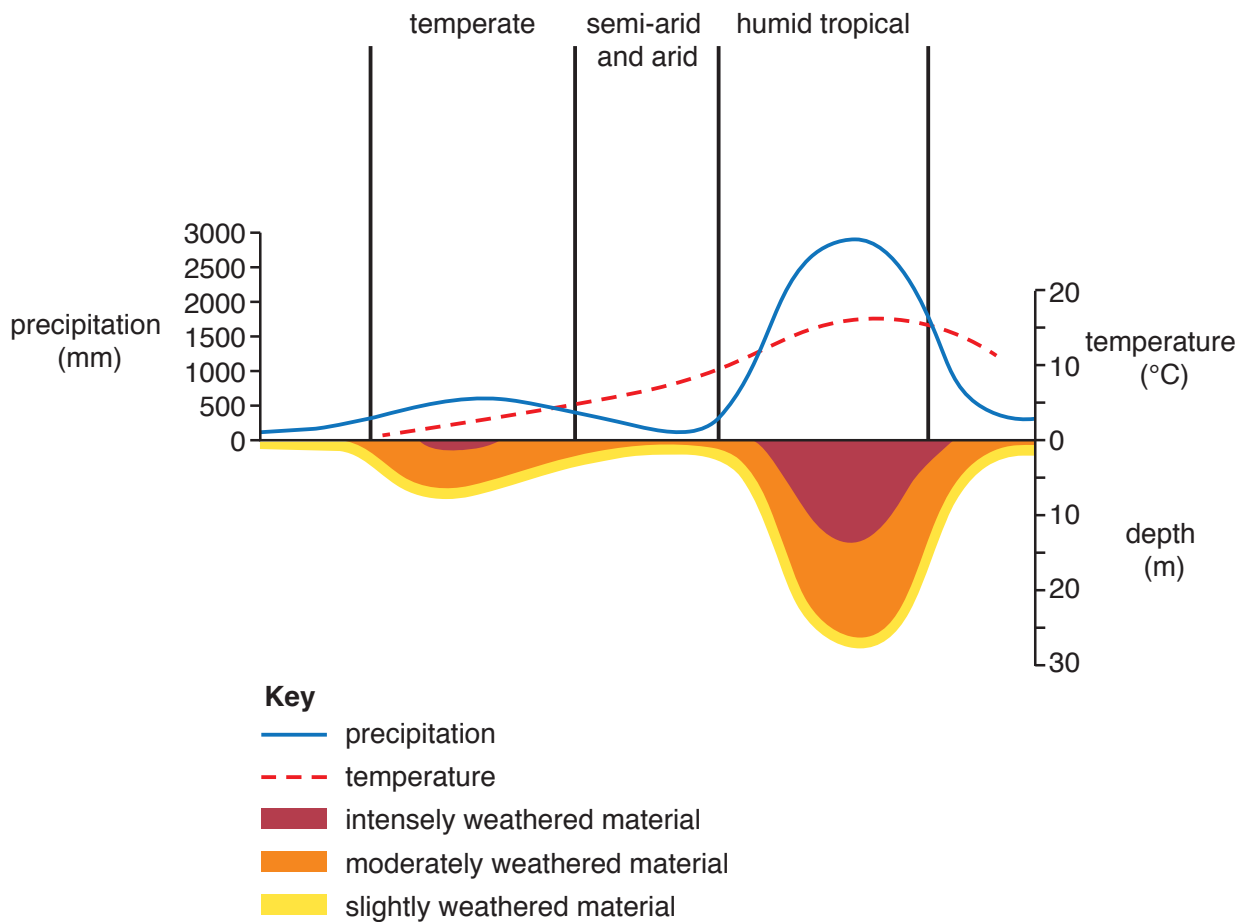 temperate
semi-arid
and arid
humid tropical
3000
2500
2000
1500
1000
500
0
precipitation
(mm)
20
10
0
temperature
(°C)
10
20
30
depth
(m)
Key
precipitation
temperature
intensely weathered material
moderately weathered material
slightly weathered material